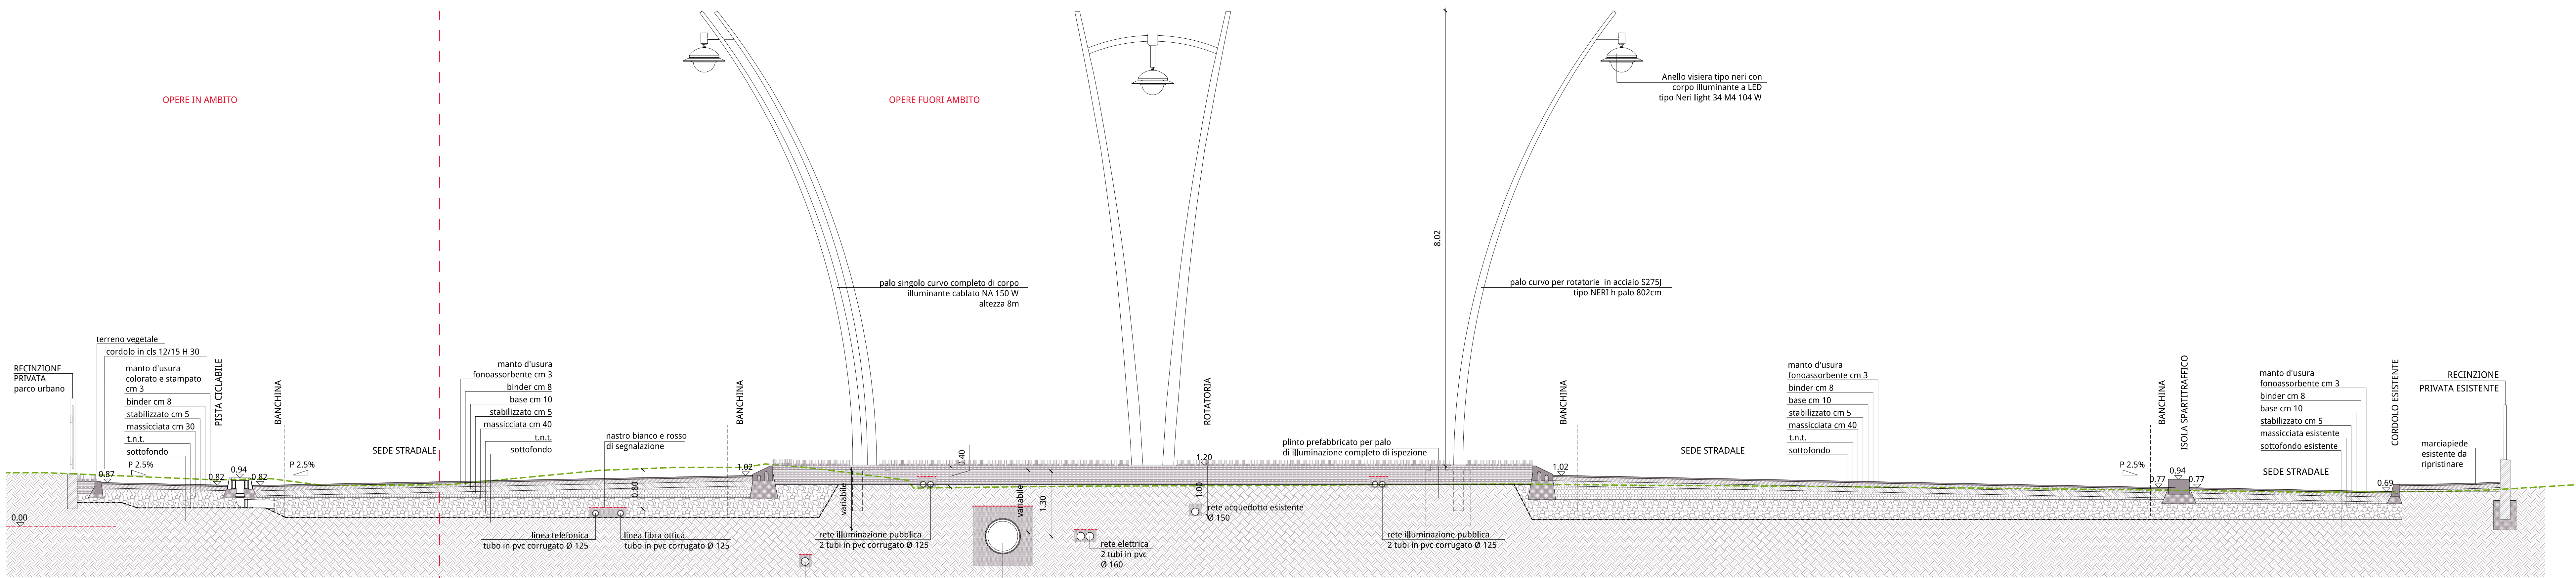 OPERE IN AMBITO
OPERE FUORI AMBITO
Anello visiera tipo neri con
corpo illuminante a LED
tipo Neri light 34 M4 104 W
8.02
palo singolo curvo completo di corpo
illuminante cablato NA 150 W
altezza 8m
palo curvo per rotatorie in acciaio S275J
tipo NERI h palo 802cm
RECINZIONE
PRIVATA
parco urbano
terreno vegetale
cordolo in cls 12/15 H 30
manto d'usura
colorato e stampato
cm 3
binder cm 8
stabilizzato cm 5
massicciata cm 30
t.n.t.
sottofondo
P 2.5%
PISTA CICLABILE
BANCHINA
P 2.5%
0.87
0.82
0.94
0.82
0.00
SEDE STRADALE
manto d'usura
fonoassorbente cm 3
binder cm 8
base cm 10
stabilizzato cm 5
massicciata cm 40
t.n.t.
sottofondo
nastro bianco e rosso
di segnalazione
BANCHINA
1.02
0.80
linea telefonica
tubo in pvc corrugato Ø 125
linea fibra ottica
tubo in pvc corrugato Ø 125
variabile
rete illuminazione pubblica
2 tubi in pvc corrugato Ø 125
0.40
variabile
1.30
rete elettrica
2 tubi in pvc
Ø 160
ROTATORIA
1.20
1.00
rete acquedotto esistente
Ø 150
plinto prefabbricato per palo
di illuminazione completo di ispezione
rete illuminazione pubblica
2 tubi in pvc corrugato Ø 125
BANCHINA
1.02
SEDE STRADALE
manto d'usura
fonoassorbente cm 3
binder cm 8
base cm 10
stabilizzato cm 5
massicciata cm 40
t.n.t.
sottofondo
P 2.5%
BANCHINA
ISOLA SPARTITRAFFICO
0.77
0.94
0.77
manto d'usura
fonoassorbente cm 3
binder cm 8
base cm 10
stabilizzato cm 5
massicciata esistente
sottofondo esistente
SEDE STRADALE
CORDOLO ESISTENTE
0.69
RECINZIONE
PRIVATA ESISTENTE
marciapiede
esistente da
ripristinare